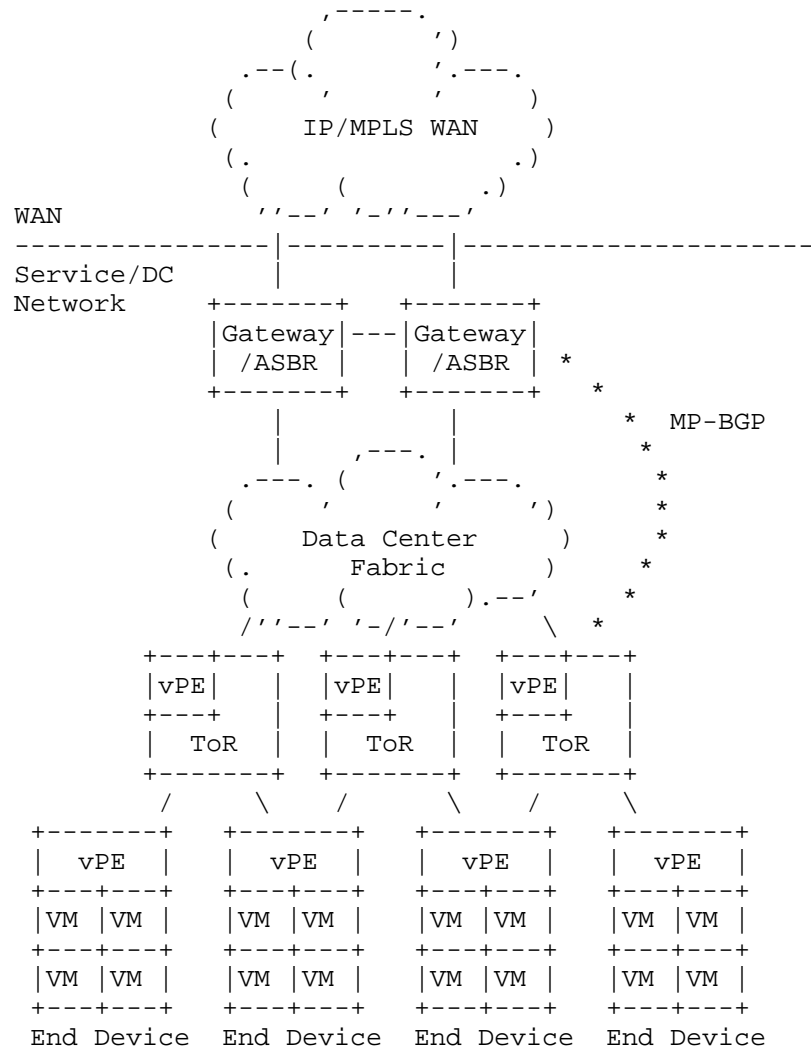 IP/MPLS WAN
WAN
Service/DC
Network
Gateway Gateway
/ASBR /ASBR
MP-BGP
Data Center
Fabric
vPE vPE vPE
ToR ToR ToR
vPE vPE vPE vPE
VM VM VM VM VM VM VM VM
VM VM VM VM VM VM VM VM
End Device End Device End Device End Device